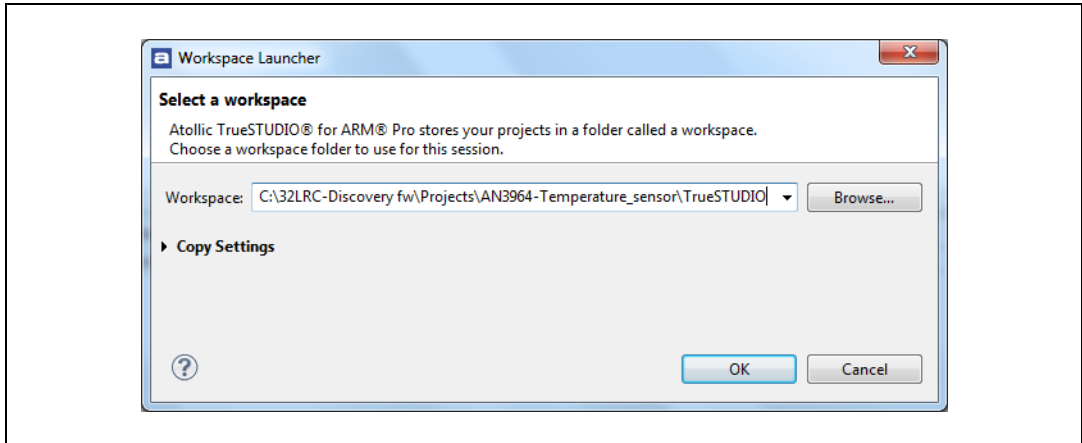 Workspace Launcher
Select a workspace
Atollic TrueSTUDIO® for ARM® Pro stores your projects in a folder called a workspace.
Choose a workspace folder to use for this session.
Workspace: C:\32LRC-Discovery fw\Projects\AN3964-Temperature_sensor\TrueSTUDIO Browse...
Copy Settings
OK Cancel